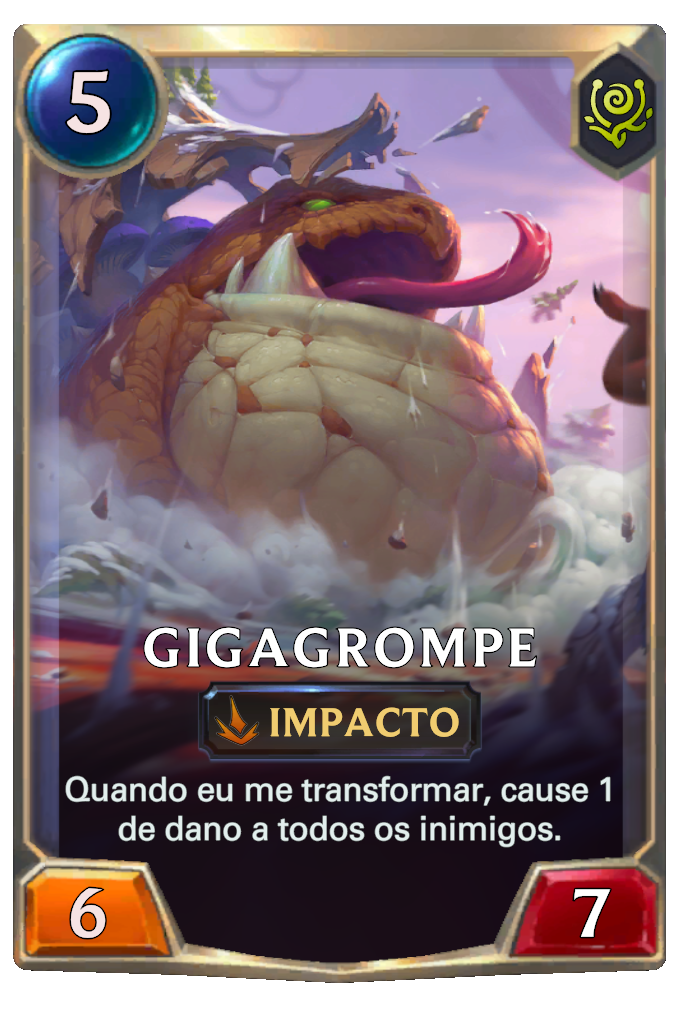 5
GIGAGROMPE
IMPACTO
Quando eu me transformar, cause 1
de dano a todos os inimigos.
6
7